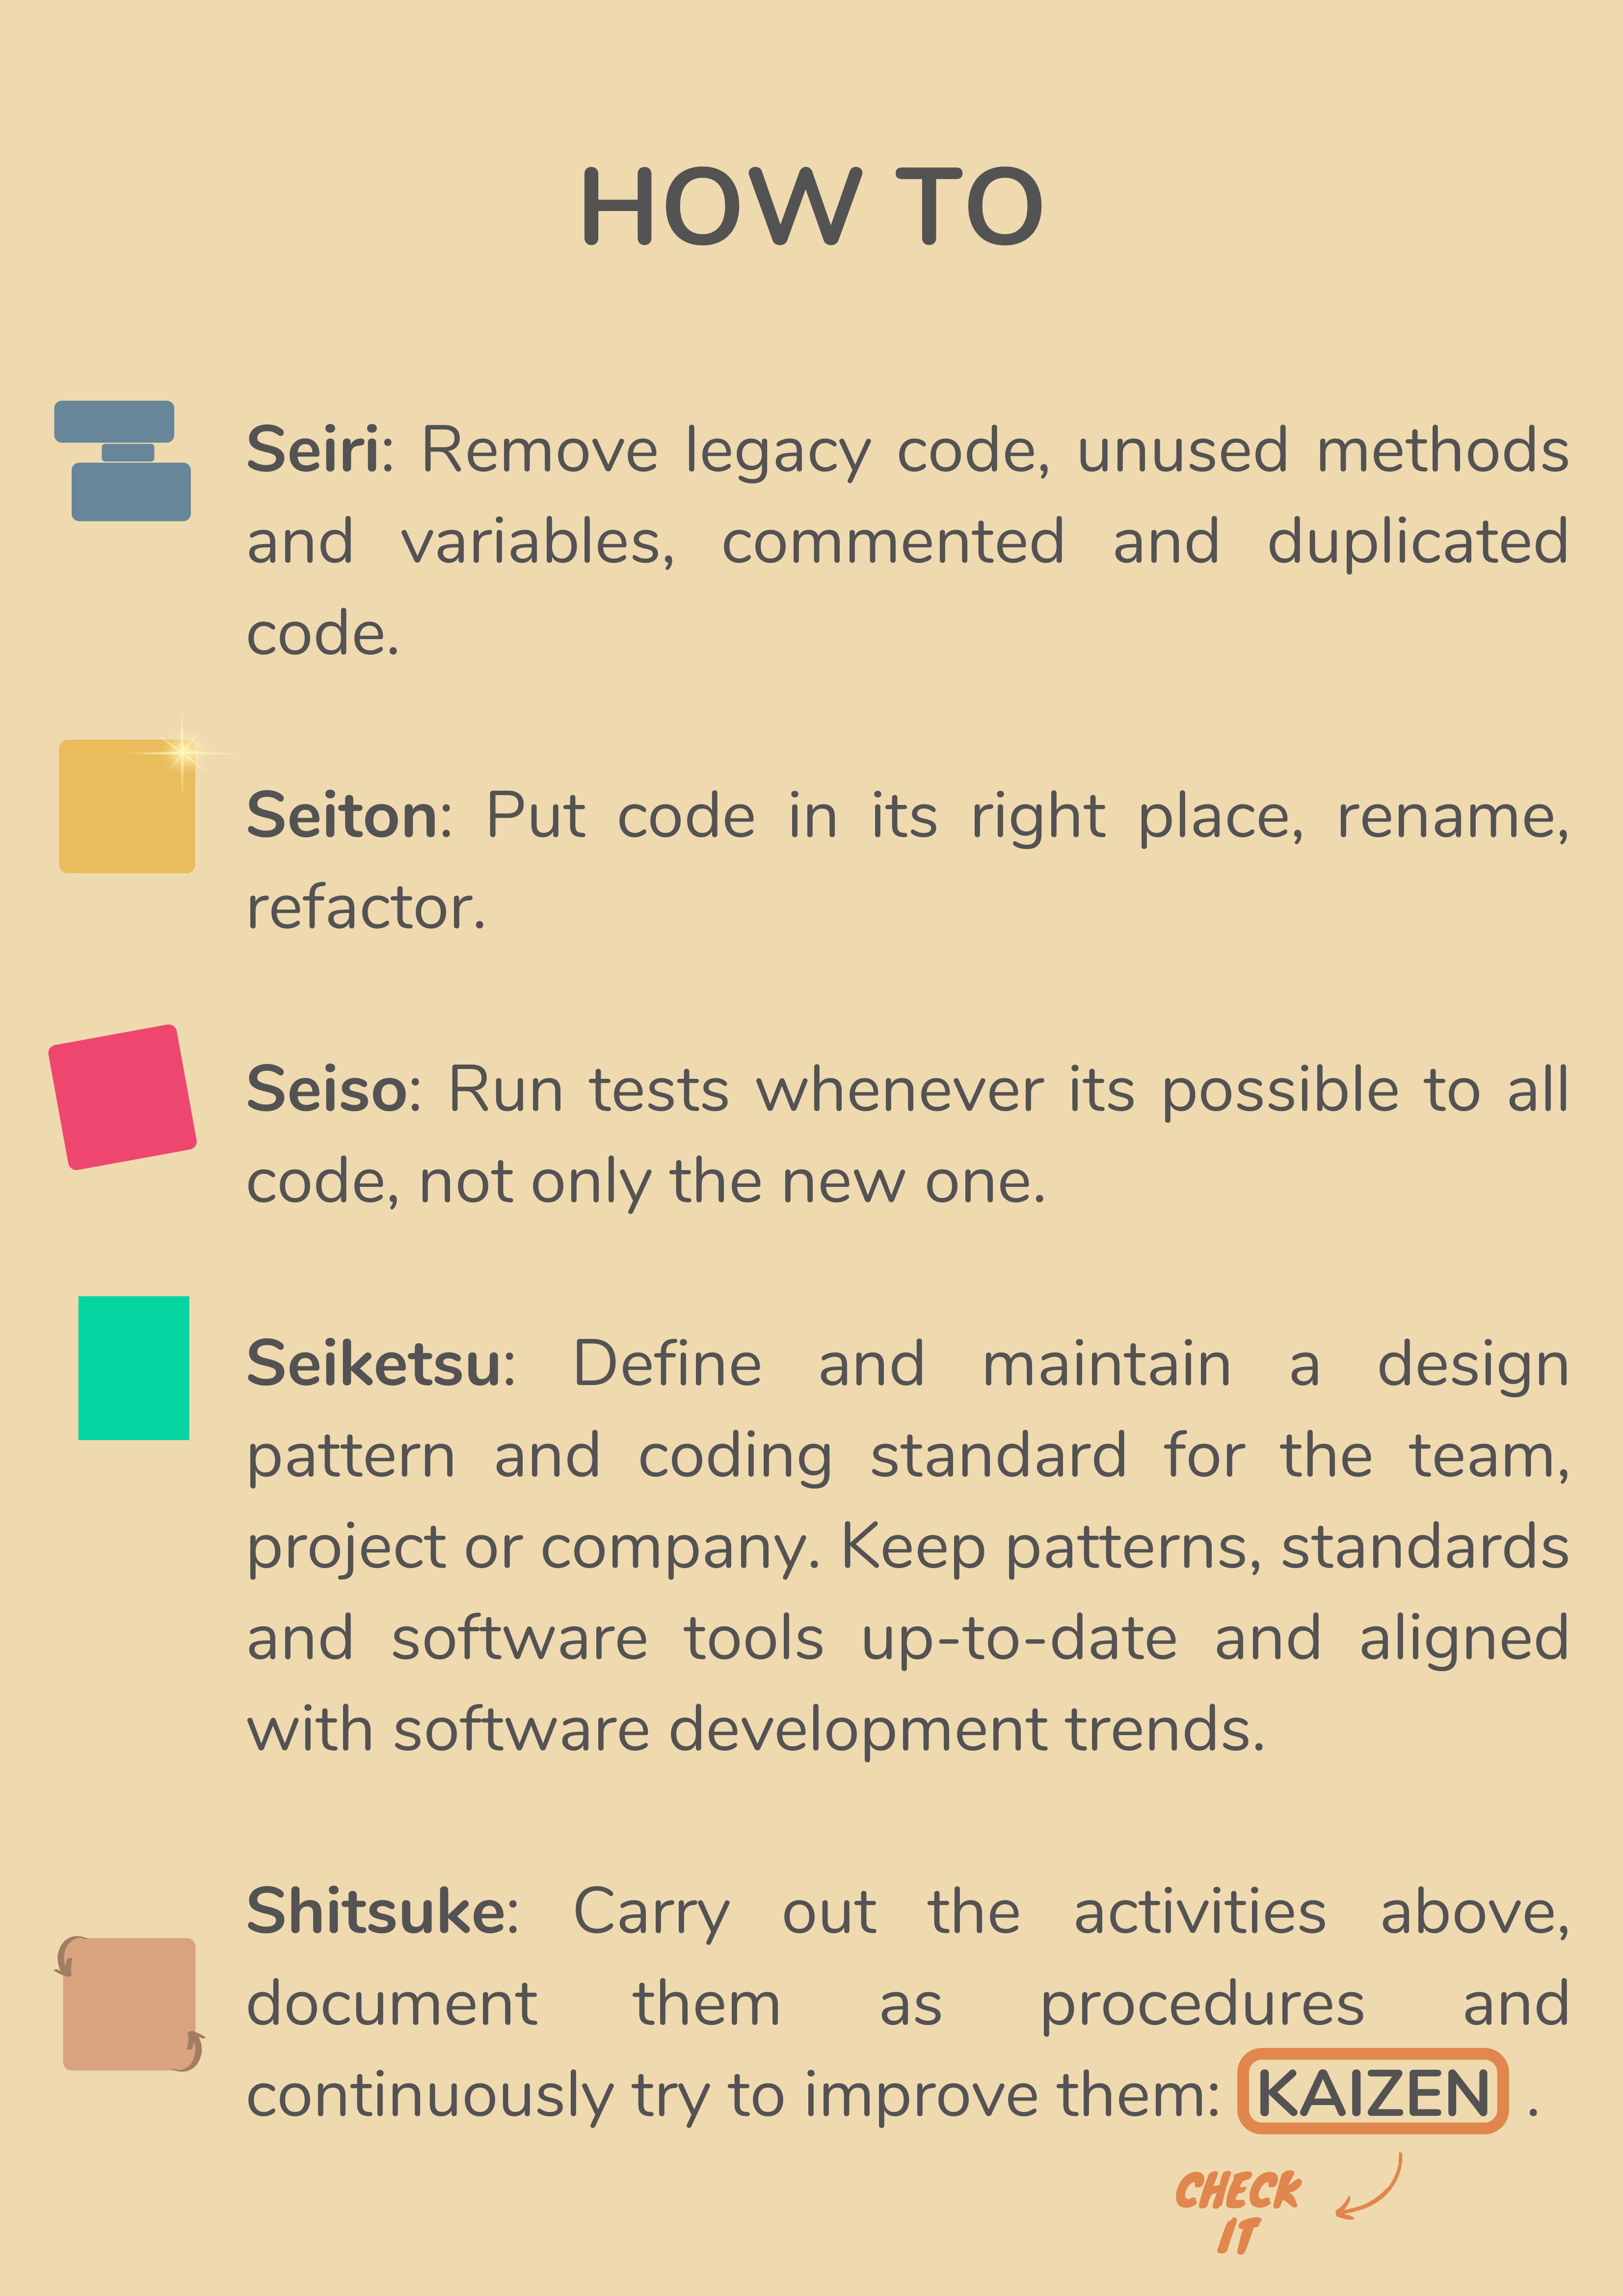 HOW TO
Seiri: Remove legacy code, unused methods
and variables, commented and duplicated
code.
Seiton: Put code in its right place, rename,
refactor.
Seiso: Run tests whenever its possible to all
code, not only the new one.
Seiketsu: Define and maintain a design
pattern and coding standard for the team,
project or company. Keep patterns, standards
and software tools up-to-date and aligned
with software development trends.
Shitsuke: Carry out the activities above,
document them as procedures and
continuously try to improve them: KAIZEN .
CHECK
IT